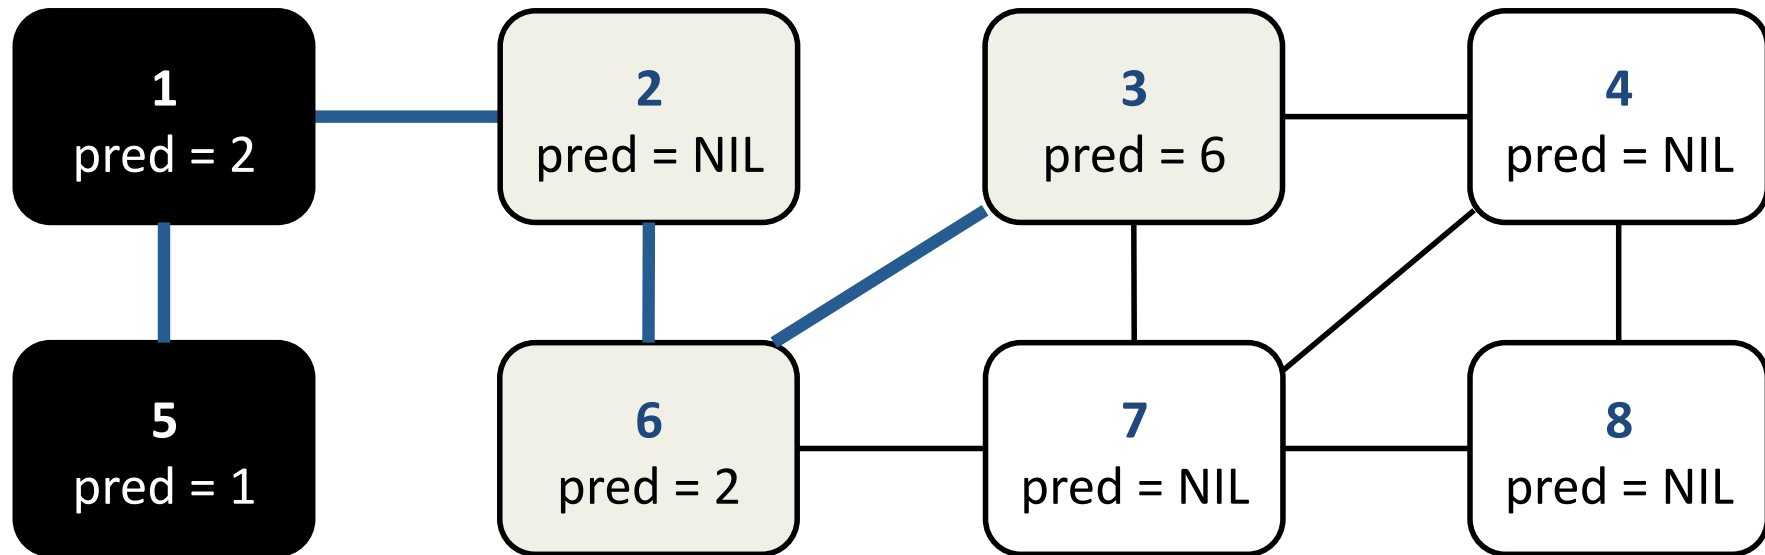 1
pred = 2
2
pred = NIL
3
pred = 6
4
pred = NIL
5
pred = 1
6
pred = 2
7
pred = NIL
8
pred = NIL